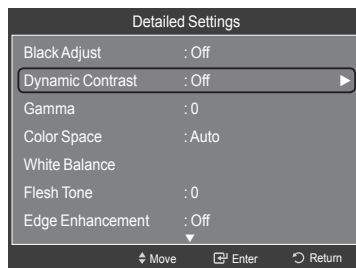 Detailed Settings
Black Adjust : Off
Dynamic Contrast : Off
Gamma : 0
Color Space : Auto
White Balance
Flesh Tone : 0
Edge Enhancement : Off
Move Enter Return